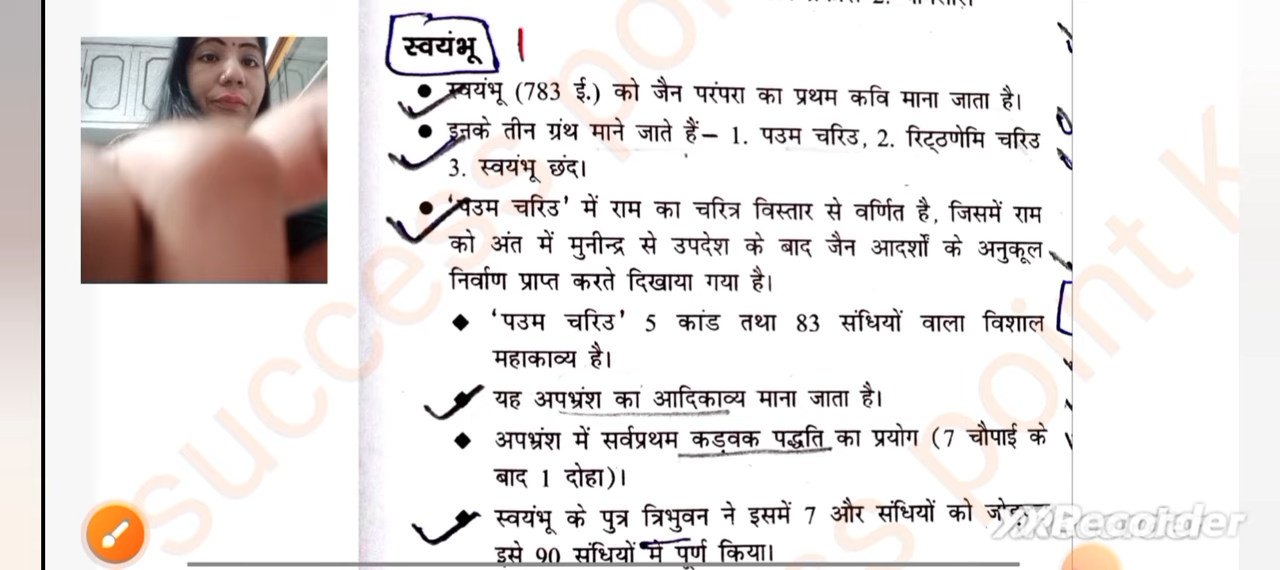 स्वयंभू
• स्वयंभू (783 ई.) को जैन परंपरा का प्रथम कवि माना जाता है।
• इनके तीन ग्रंथ माने जाते हैं– 1. पउम चरिउ, 2. रिट्ठणेमि चरिउ
3. स्वयंभू छंद।
• 'पउम चरिउ' में राम का चरित्र विस्तार से वर्णित है, जिसमें राम
को अंत में मुनीन्द्र से उपदेश के बाद जैन आदर्शों के अनुकूल
निर्वाण प्राप्त करते दिखाया गया है।
◆ 'पउम चरिउ' 5 कांड तथा 83 संधियों वाला विशाल
महाकाव्य है।
◆ यह अपभ्रंश का आदिकाव्य माना जाता है।
◆ अपभ्रंश में सर्वप्रथम कड़वक पद्धति का प्रयोग (7 चौपाई के
बाद 1 दोहा)।
◆ स्वयंभू के पुत्र त्रिभुवन ने इसमें 7 और संधियों को
इसे 90 संधियों में पूर्ण किया।
success point k
XRecorder